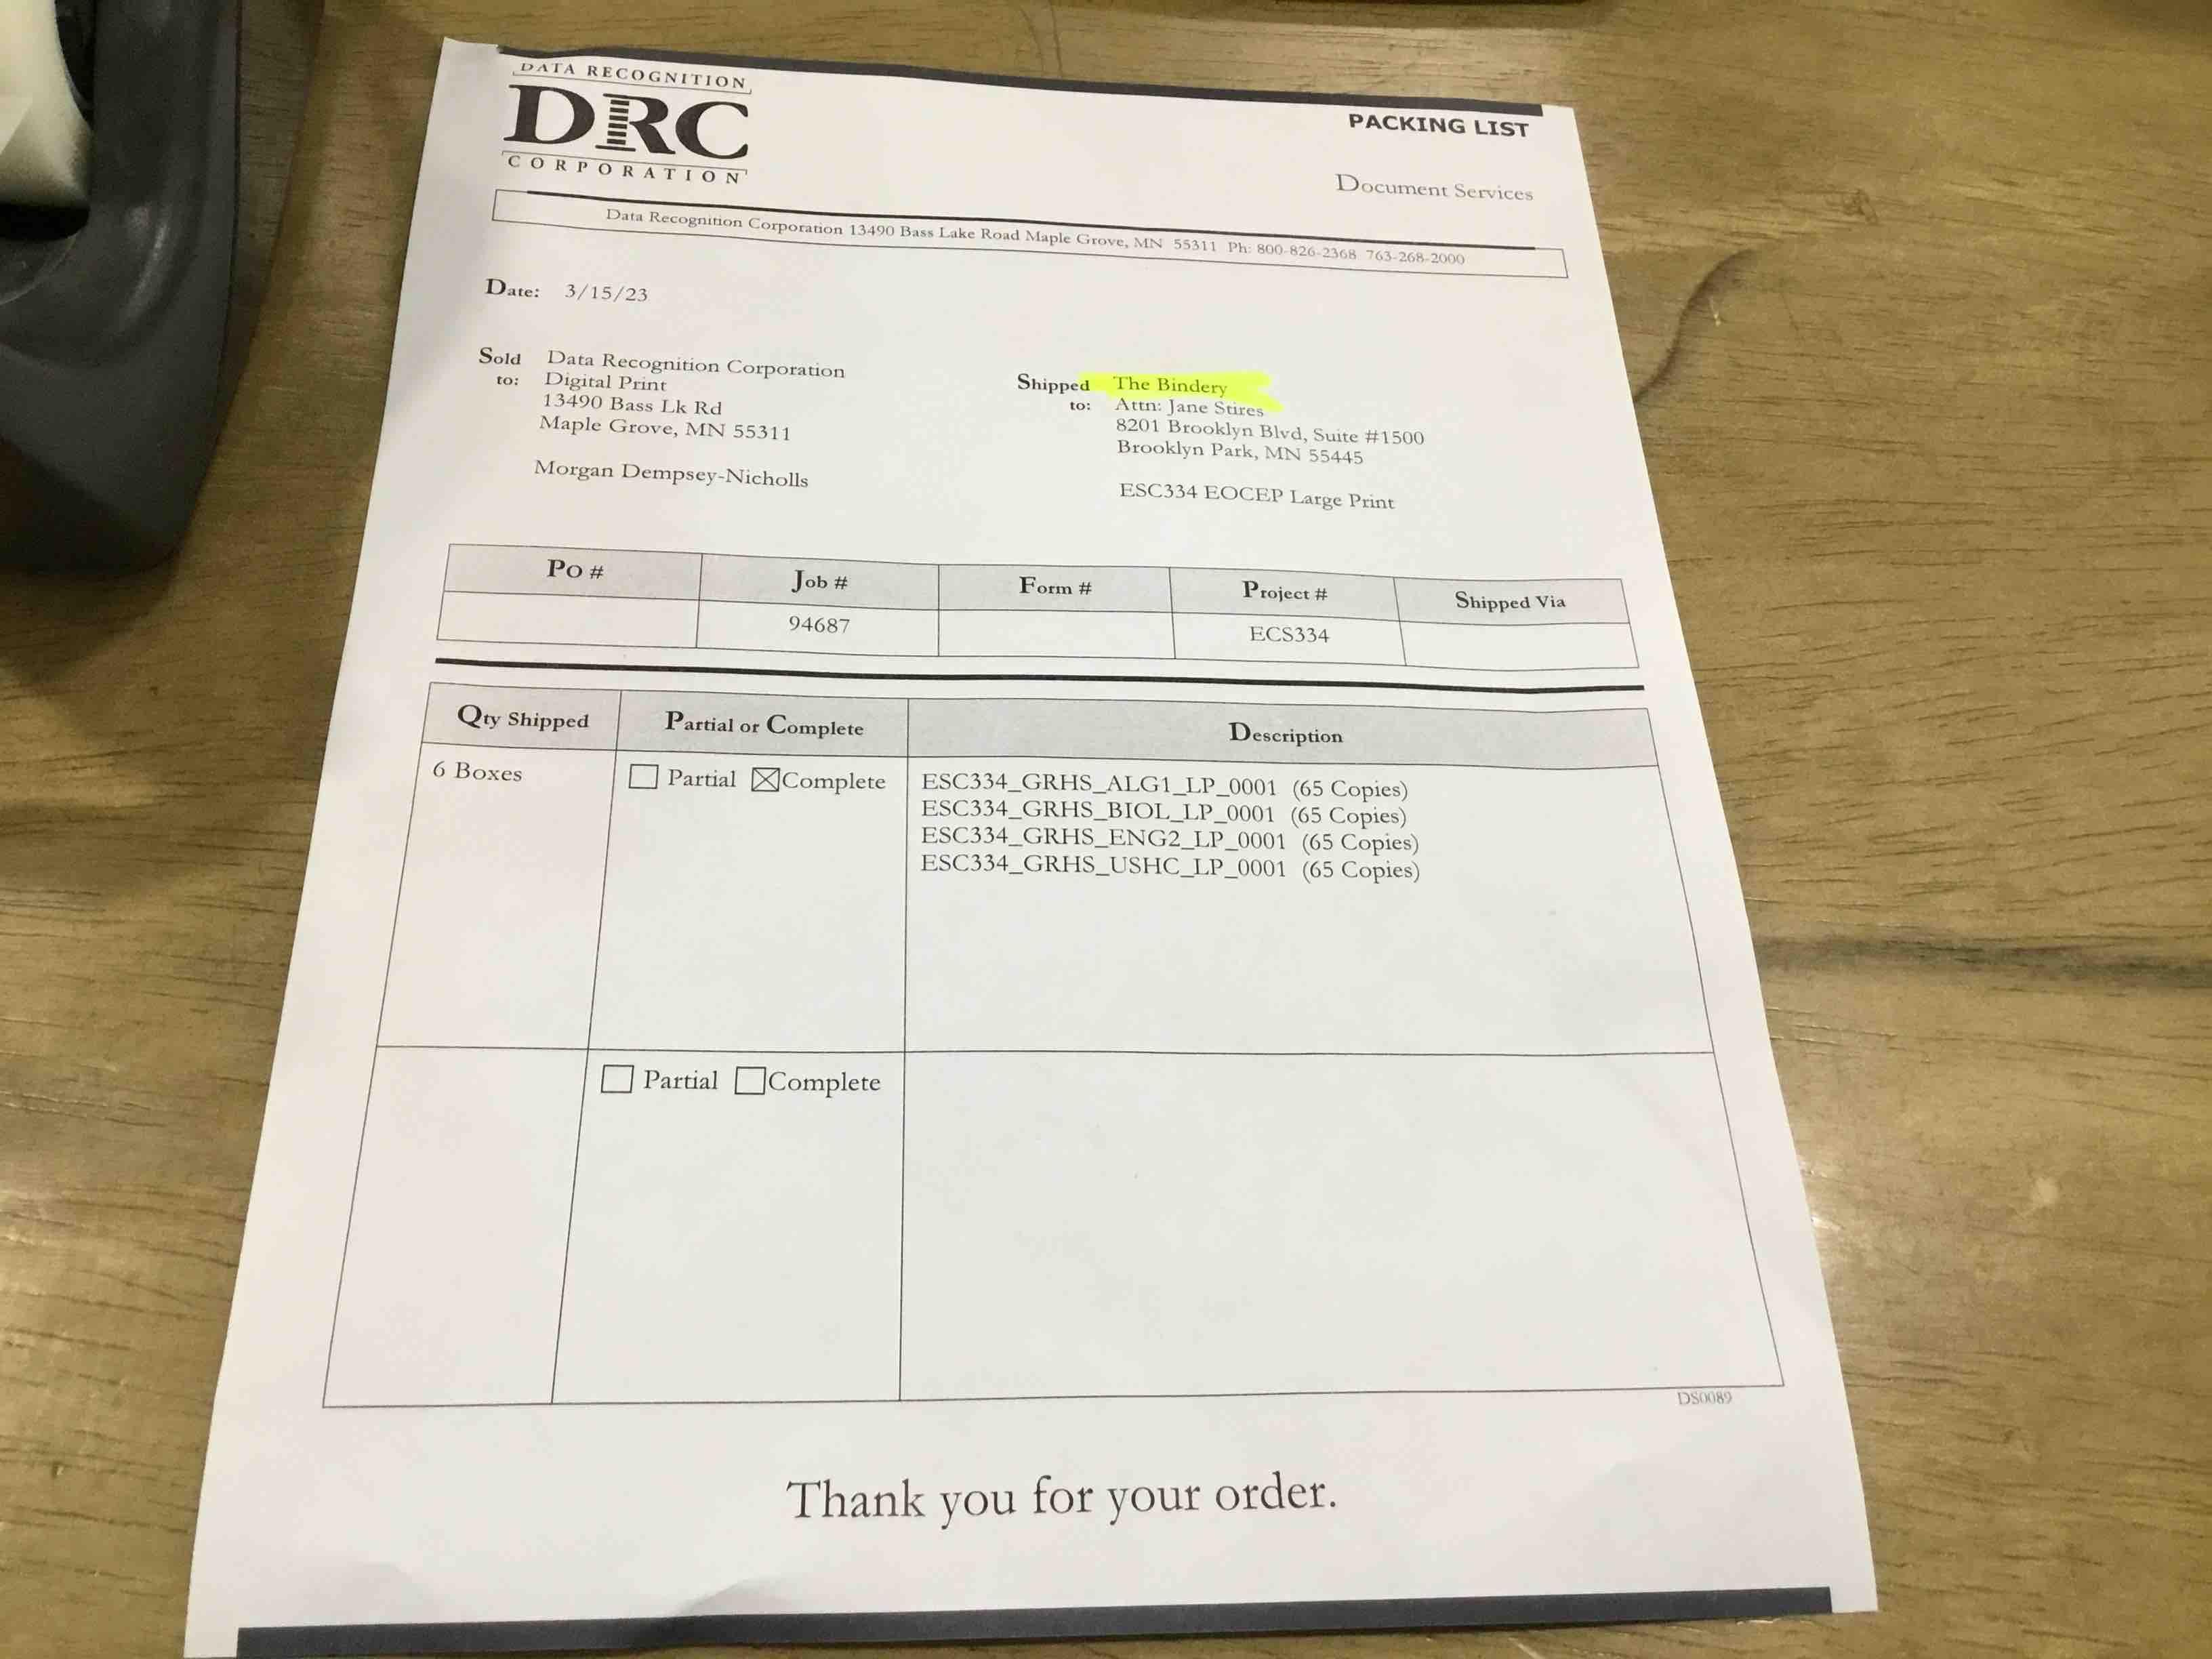 DATA RECOGNITION
DRC
CORPORATION
PACKING LIST
Document Services
Data Recognition Corporation 13490 Bass Lake Road Maple Grove, MN 55311 Ph: 800-826-2368 763-268-2000
Date: 3/15/23
Sold to:
Data Recognition Corporation
Digital Print
13490 Bass Lk Rd
Maple Grove, MN 55311
Morgan Dempsey-Nicholls
Shipped to:
The Bindery
Attn: Jane Stires
8201 Brooklyn Blvd, Suite #1500
Brooklyn Park, MN 55445
ESC334 EOCEP Large Print
Po # Job # Form # Project # Shipped Via
94687 ECS334
Qty Shipped Partial or Complete Description
6 Boxes Partial Complete ESC334_GRHS_ALG1_LP_0001 (65 Copies)
ESC334_GRHS_BIOL_LP_0001 (65 Copies)
ESC334_GRHS_ENG2_LP_0001 (65 Copies)
ESC334_GRHS_USHC_LP_0001 (65 Copies)
Partial Complete
DS0089
Thank you for your order.